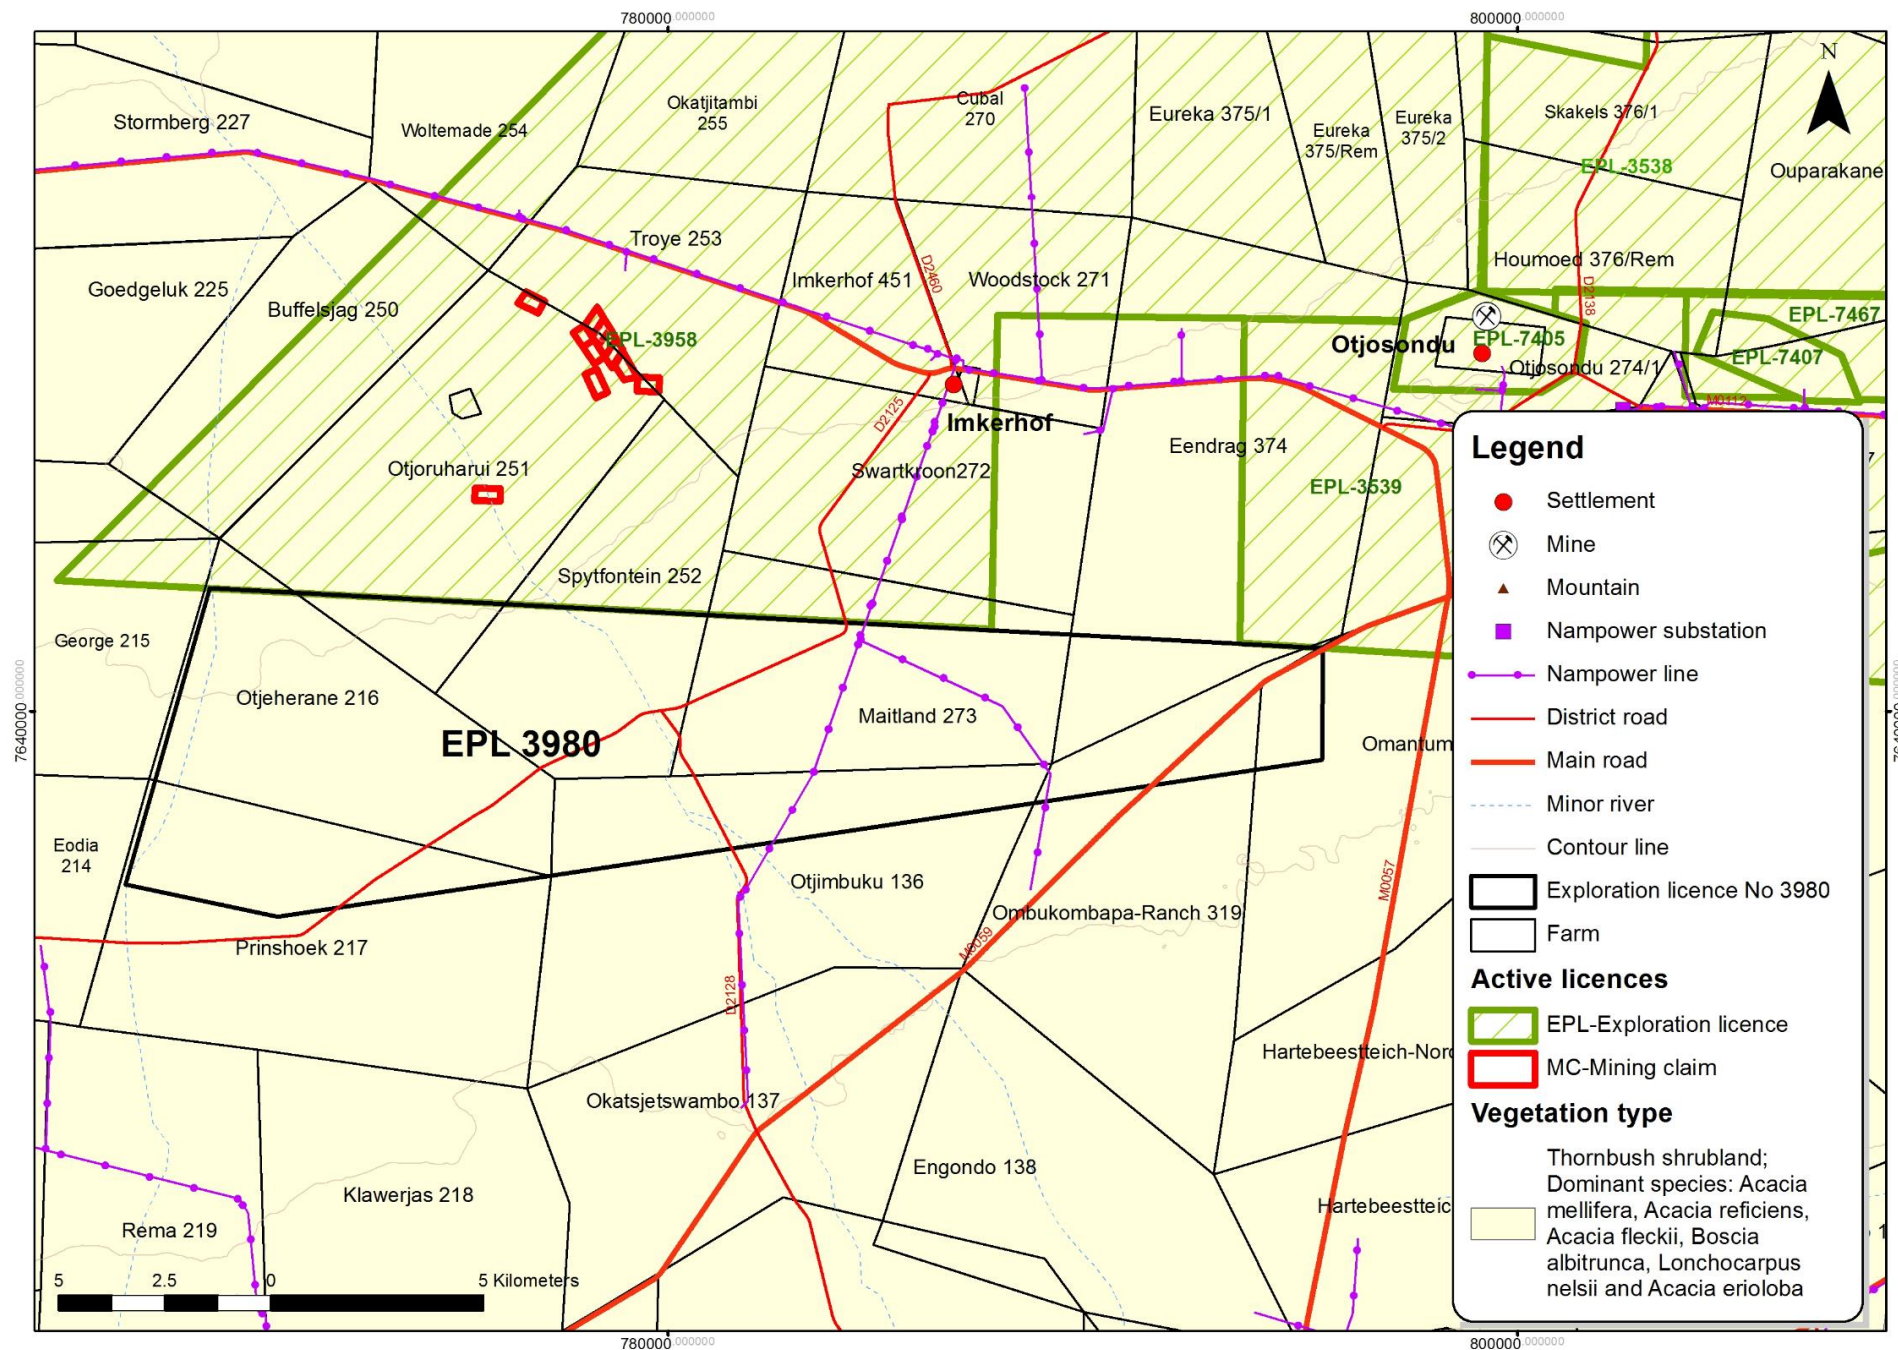 780000.000000
800000.000000
N
Stormberg 227
Woltemade 254
Okatjitambi
255
Cubal
270
Eureka 375/1
Eureka
375/Rem
Eureka
375/2
Skakels 376/1
EPL-3538
Ouparakane
Troye 253
Goedgeluk 225
Buffelsjag 250
Imkerhof 451
D2460
Woodstock 271
Houmoed 376/Rem
D2138
EPL-3958
EPL-7467
Otjosondu
EPL-7405
EPL-7407
Otjosondu 274/1
M0112
D2125
Imkerhof
Eendrag 374
Otjoruharui 251
Swartkroon272
EPL-3539
Spytfontein 252
George 215
Otjeherane 216
Maitland 273
EPL 3980
Omantum
7640000.000000
Eodia
214
Otjimbuku 136
Ombukombapa-Ranch 319
M0057
M0059
Prinshoek 217
D2128
Hartebeestteich-Nord
Okatsjetswambo 137
Engondo 138
Klawerjas 218
Hartebeestteic
Rema 219
5 2.5 0 5 Kilometers
780000.000000
800000.000000
Legend
Settlement
Mine
Mountain
Nampower substation
Nampower line
District road
Main road
Minor river
Contour line
Exploration licence No 3980
Farm
Active licences
EPL-Exploration licence
MC-Mining claim
Vegetation type
Thornbush shrubland;
Dominant species: Acacia
mellifera, Acacia reficiens,
Acacia fleckii, Boscia
albitrunca, Lonchocarpus
nelsii and Acacia erioloba